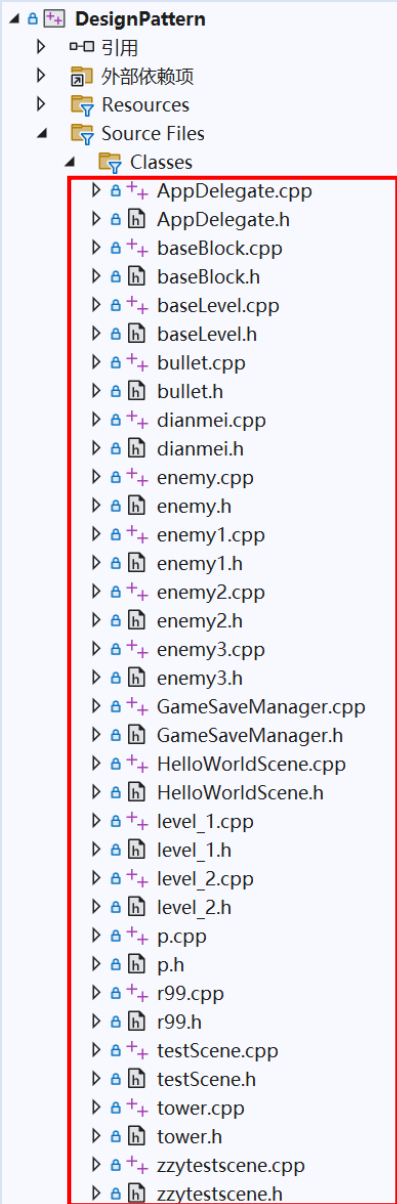 DesignPattern
引用
外部依赖项
Resources
Source Files
Classes
AppDelegate.cpp
AppDelegate.h
baseBlock.cpp
baseBlock.h
baseLevel.cpp
baseLevel.h
bullet.cpp
bullet.h
dianmei.cpp
dianmei.h
enemy.cpp
enemy.h
enemy1.cpp
enemy1.h
enemy2.cpp
enemy2.h
enemy3.cpp
enemy3.h
GameSaveManager.cpp
GameSaveManager.h
HelloWorldScene.cpp
HelloWorldScene.h
level_1.cpp
level_1.h
level_2.cpp
level_2.h
p.cpp
p.h
r99.cpp
r99.h
testScene.cpp
testScene.h
tower.cpp
tower.h
zzytestscene.cpp
zzytestscene.h